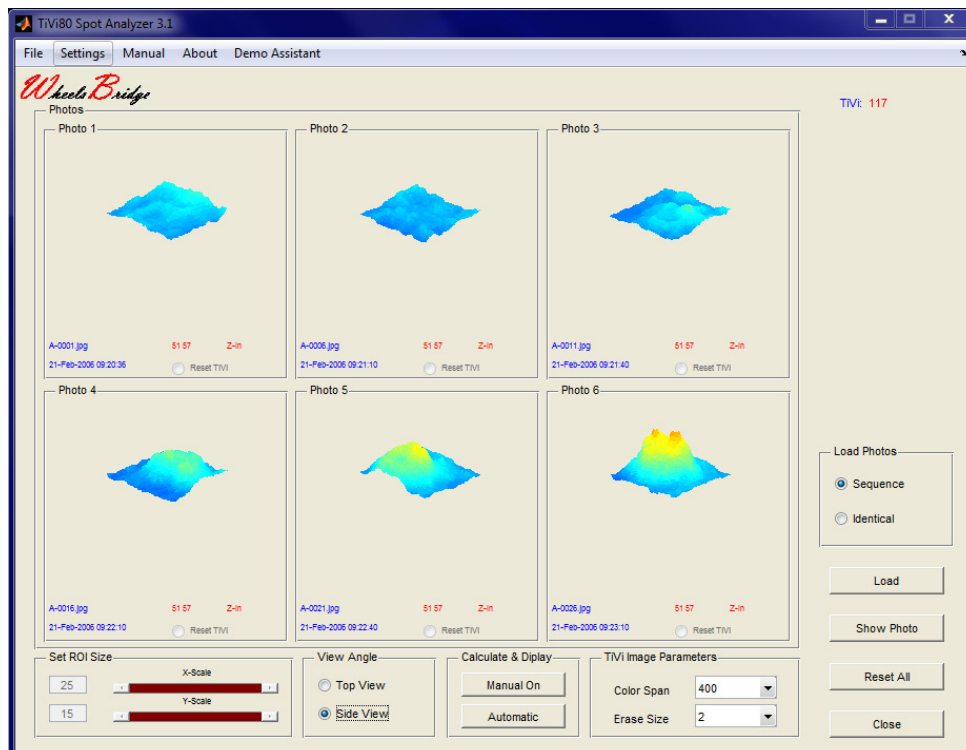 TiVi80 Spot Analyzer 3.1
File Settings Manual About Demo Assistant
WheelsBridge
TiVi: 117
Photos
Photo 1 Photo 2 Photo 3
A-0001.jpg 51 57 Z-in A-0006.jpg 51 57 Z-in A-0011.jpg 51 57 Z-in
21-Feb-2006 09:20:36 Reset TiVi 21-Feb-2006 09:21:10 Reset TiVi 21-Feb-2006 09:21:40 Reset TiVi
Photo 4 Photo 5 Photo 6
A-0016.jpg 51 57 Z-in A-0021.jpg 51 57 Z-in A-0026.jpg 51 57 Z-in
21-Feb-2006 09:22:10 Reset TiVi 21-Feb-2006 09:22:40 Reset TiVi 21-Feb-2006 09:23:10 Reset TiVi
Load Photos
Sequence
Identical
Load
Show Photo
Reset All
Close
Set ROI Size
X-Scale
25
Y-Scale
15
View Angle
Top View
Side View
Calculate & Diplay
Manual On
Automatic
TiVi Image Parameters
Color Span 400
Erase Size 2